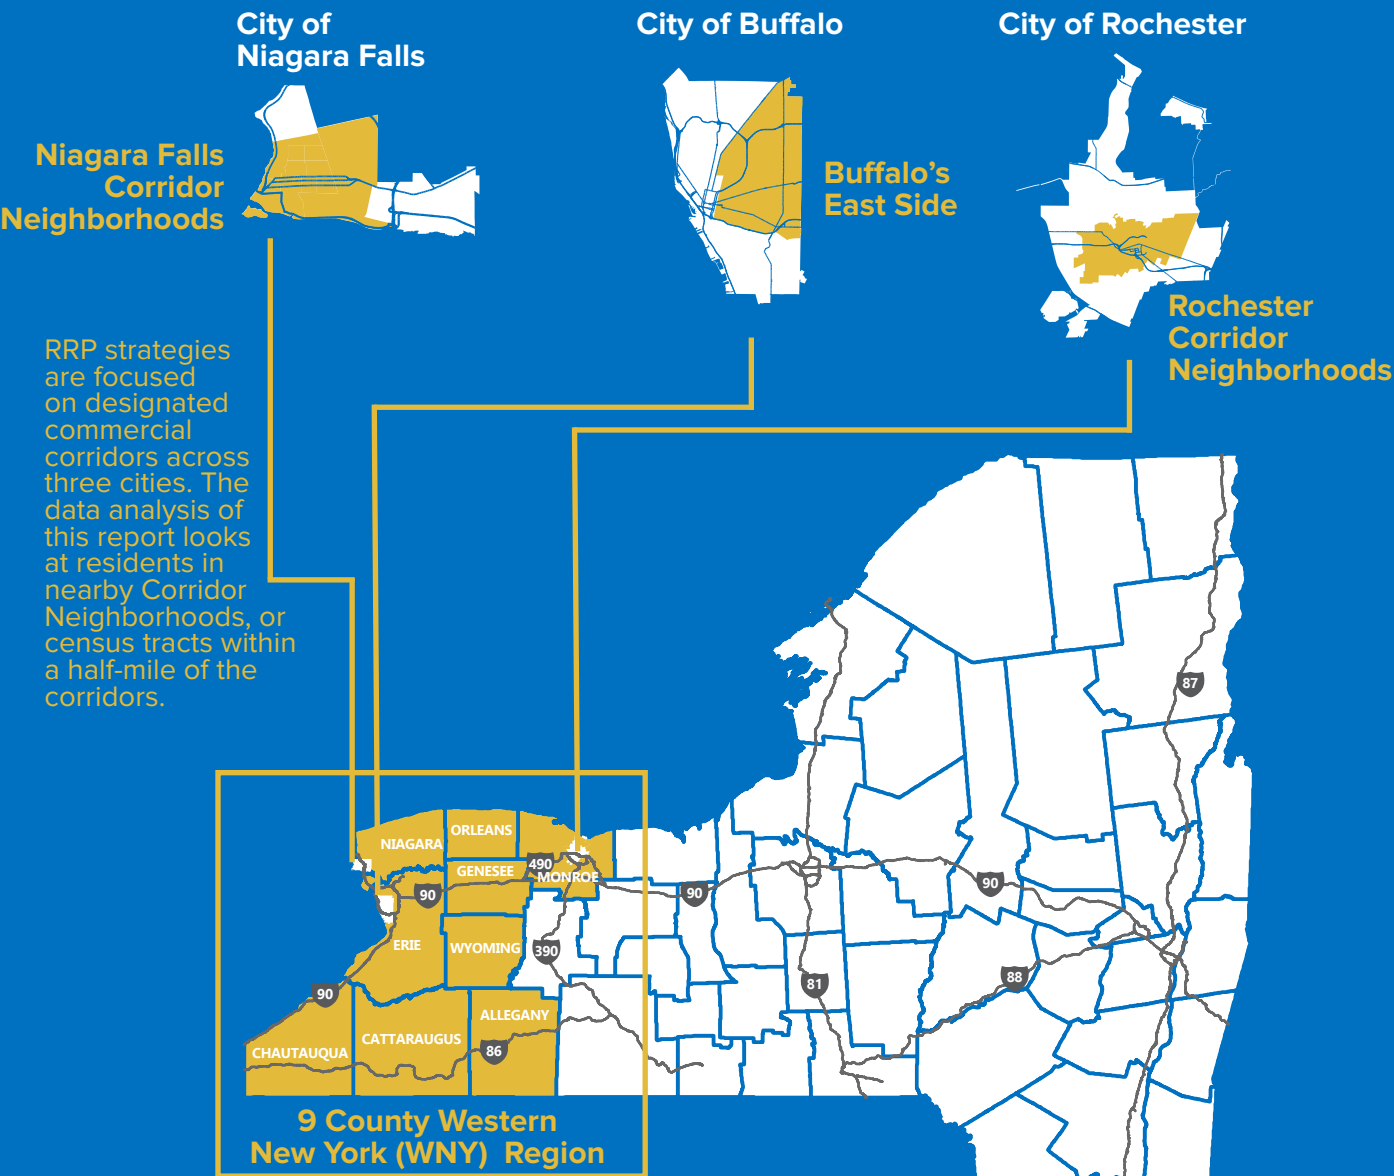 City of
Niagara Falls
City of Buffalo
City of Rochester
Niagara Falls
Corridor
Neighborhoods
Buffalo's
East Side
Rochester
Corridor
Neighborhoods
RRP strategies
are focused
on designated
commercial
corridors across
three cities. The
data analysis of
this report looks
at residents in
nearby Corridor
Neighborhoods, or
census tracts within
a half-mile of the
corridors.
87
NIAGARA
ORLEANS
GENESEE
490
MONROE
90
90
90
ERIE
WYOMING
390
81
88
90
ALLEGANY
CATTARAUGUS
CHAUTAUQUA
86
9 County Western
New York (WNY) Region